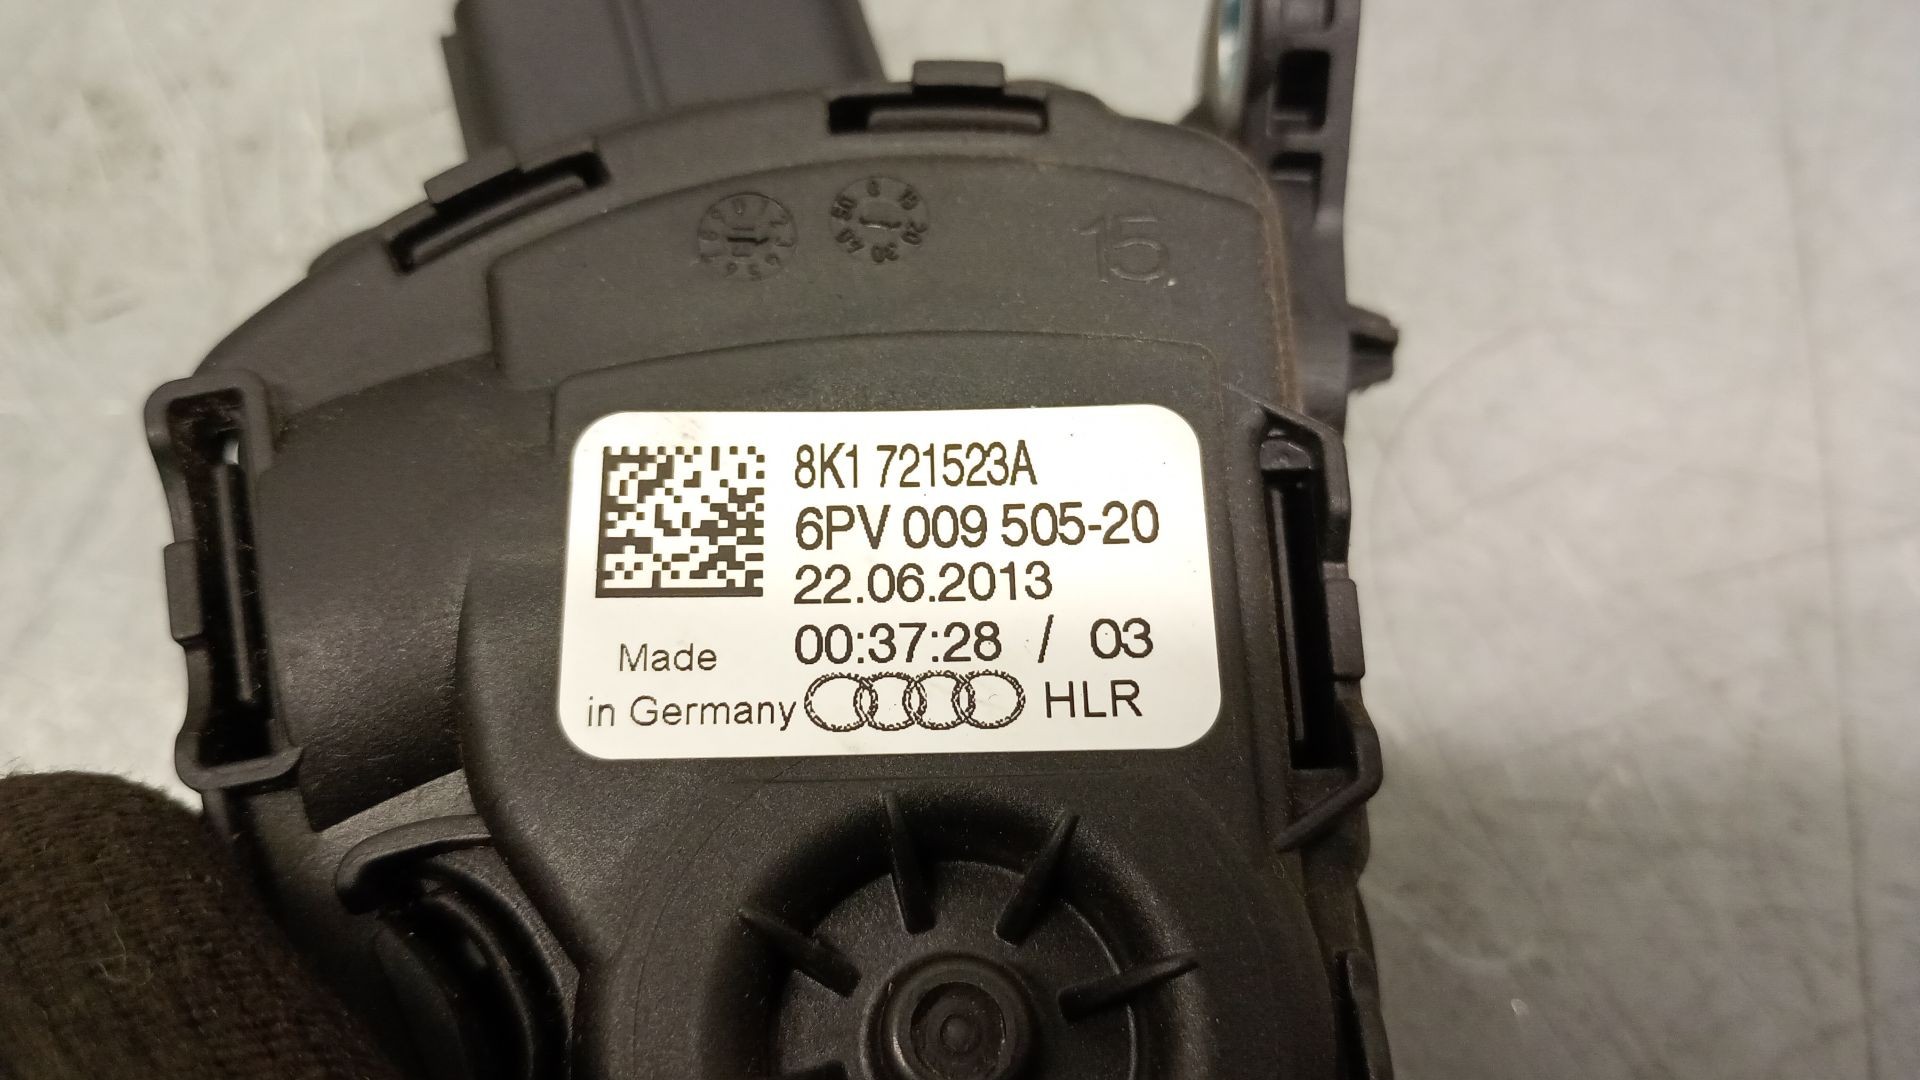 15
8K1 721523A
6PV 009 505-20
22.06.2013
00:37:28 / 03
Made
in Germany
HLR